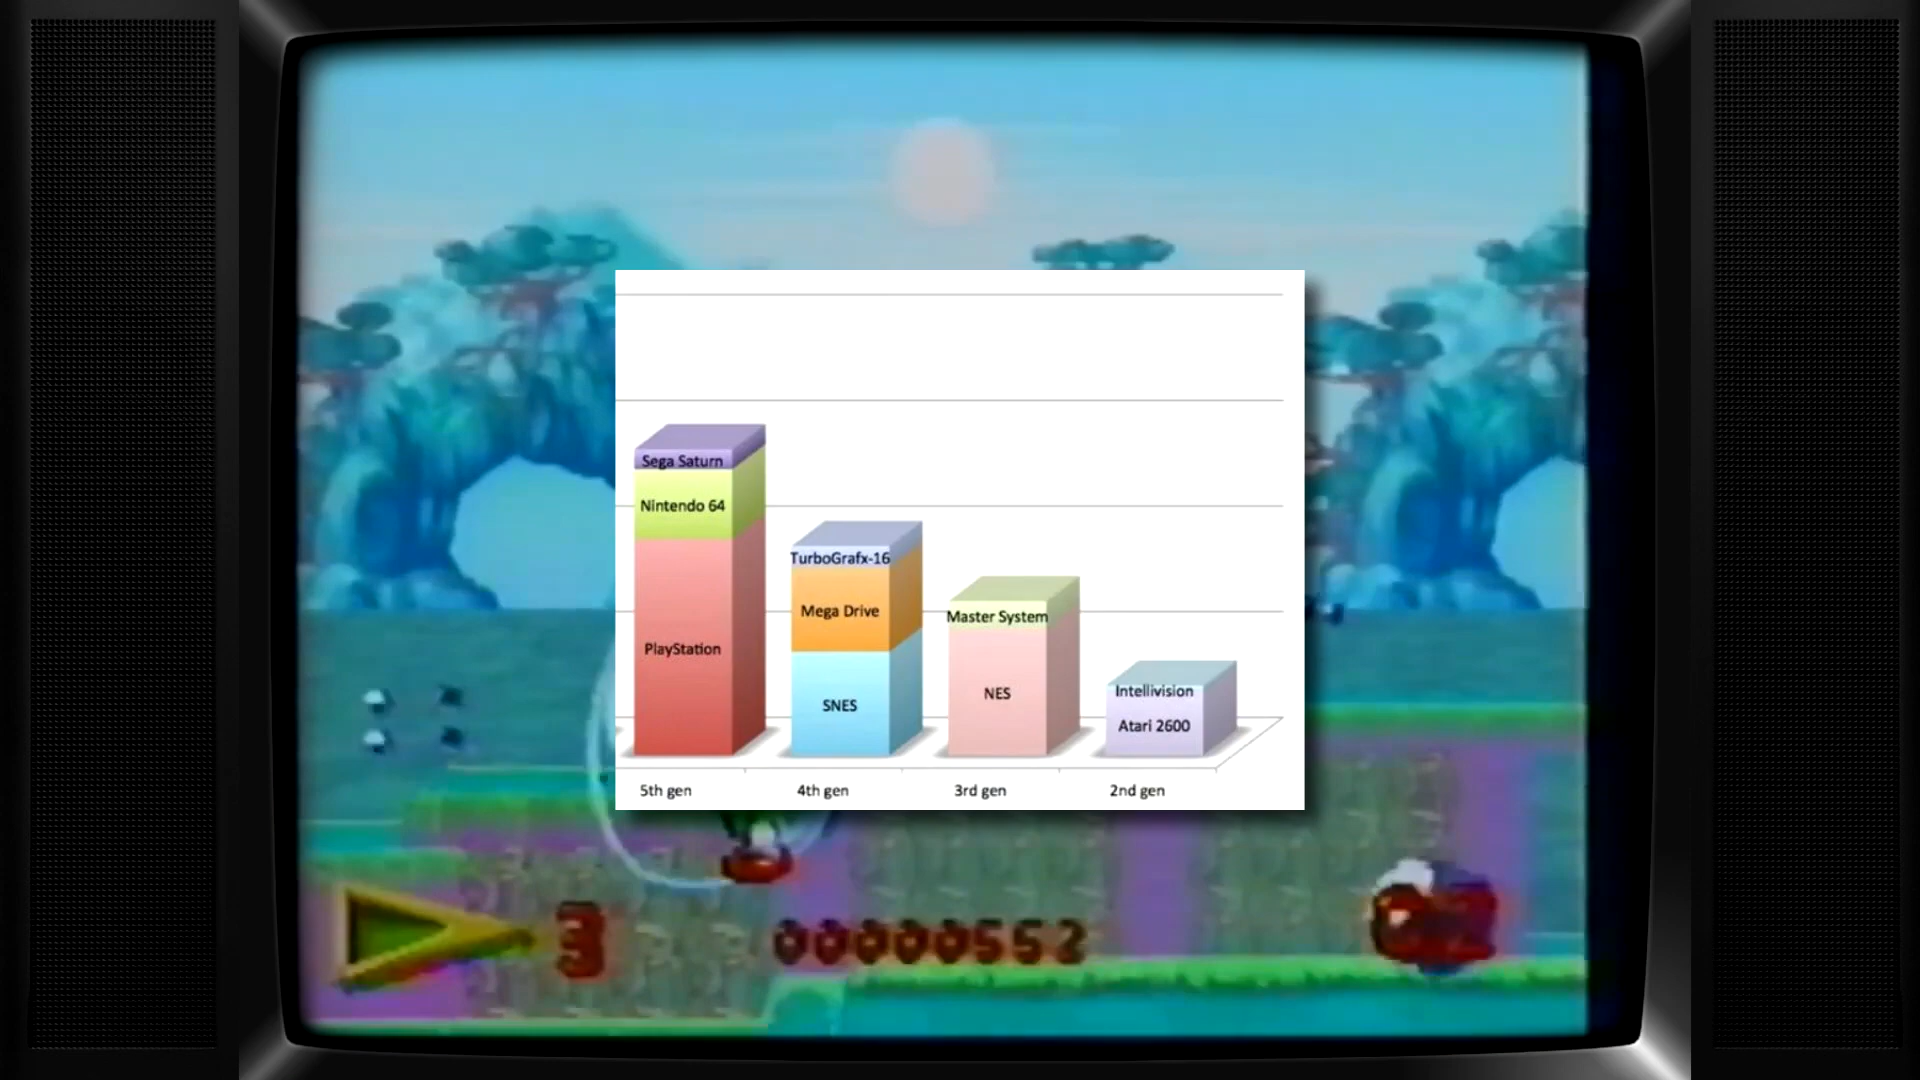 Sega Saturn
Nintendo 64
PlayStation
TurboGrafx-16
Mega Drive
SNES
Master System
NES
Intellivision
Atari 2600
5th gen
4th gen
3rd gen
2nd gen
3
00000552